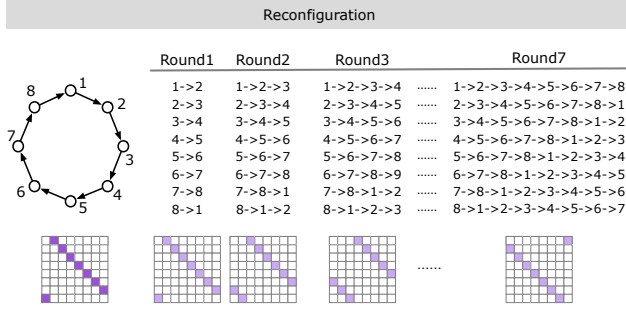 Reconfiguration
Round1 Round2 Round3 Round7
1->2 1->2->3 1->2->3->4 ...... 1->2->3->4->5->6->7->8
2->3 2->3->4 2->3->4->5 ...... 2->3->4->5->6->7->8->1
3->4 3->4->5 3->4->5->6 ...... 3->4->5->6->7->8->1->2
4->5 4->5->6 4->5->6->7 ...... 4->5->6->7->8->1->2->3
5->6 5->6->7 5->6->7->8 ...... 5->6->7->8->1->2->3->4
6->7 6->7->8 6->7->8->9 ...... 6->7->8->1->2->3->4->5
7->8 7->8->1 7->8->1->2 ...... 7->8->1->2->3->4->5->6
8->1 8->1->2 8->1->2->3 ...... 8->1->2->3->4->5->6->7
1
2
3
4
5
6
7
8
......